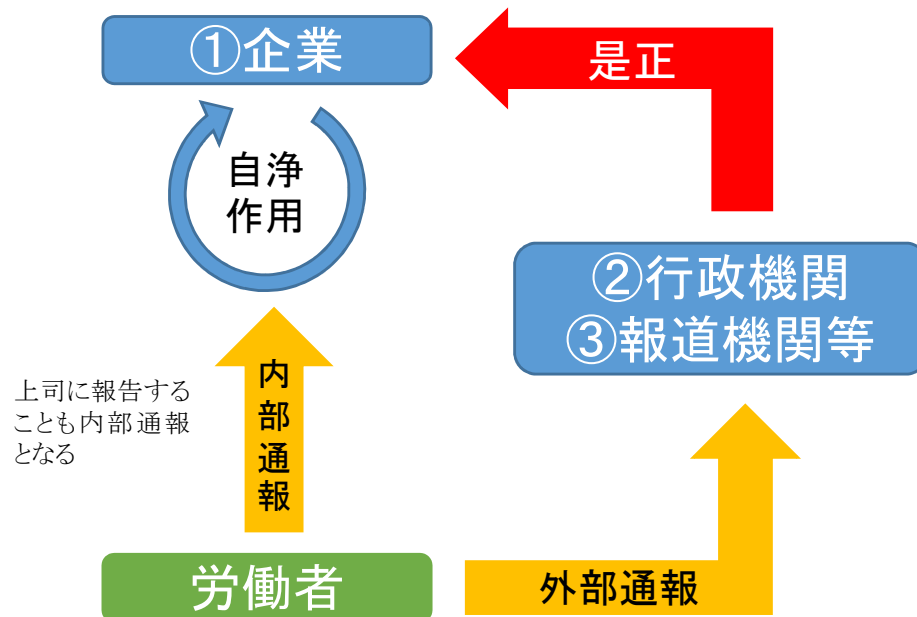 ①企業
是正
自浄
作用
②行政機関
③報道機関等
内部通報
上司に報告する
ことも内部通報
となる
労働者
外部通報